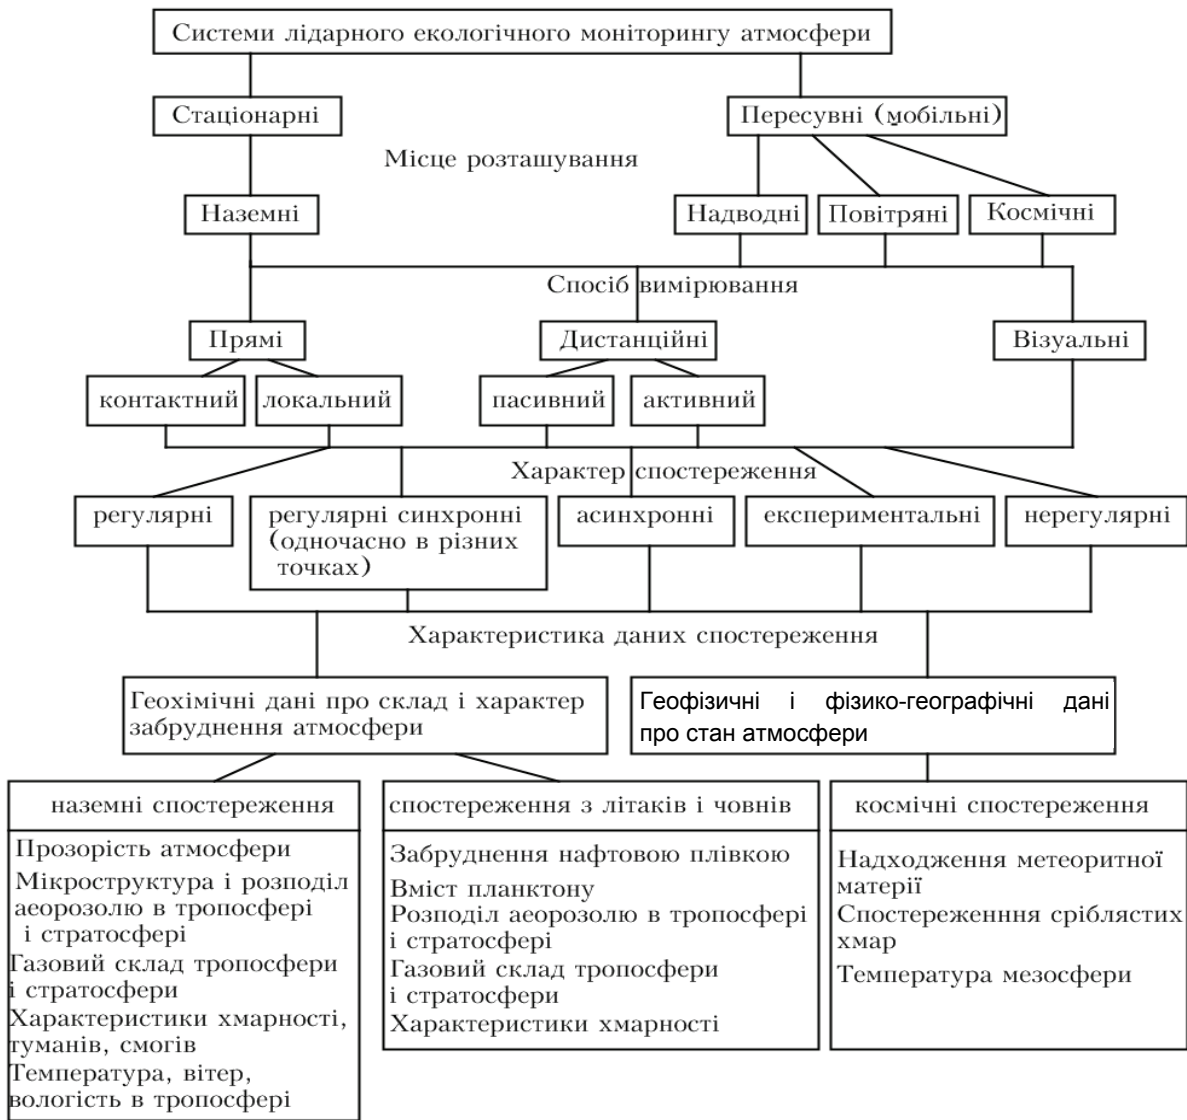 Системи лідарного екологічного моніторингу атмосфери
Стаціонарні
Пересувні (мобільні)
Місце розташування
Наземні
Надводні
Повітряні
Космічні
Спосіб вимірювання
Прямі
Дистанційні
Візуальні
контактний
локальний
пасивний
активний
Характер спостереження
регулярні
регулярні синхронні
(одночасно в різних
точках)
асинхронні
експериментальні
нерегулярні
Характеристика даних спостереження
Геохімічні дані про склад і характер
забруднення атмосфери
Геофізичні і фізико-географічні дані
про стан атмосфери
наземні спостереження
Прозорість атмосфери
Мікроструктура і розподіл
аеорозолю в тропосфері
і стратосфері
Газовий склад тропосфери
і стратосфери
Характеристики хмарності,
туманів, смогів
Температура, вітер,
вологість в тропосфері
спостереження з літаків і човнів
Забруднення нафтовою плівкою
Вміст планктону
Розподіл аеорозолю в тропосфері
і стратосфері
Газовий склад тропосфери
і стратосфери
Характеристики хмарності
космічні спостереження
Надходження метеоритної
матерії
Спостереженння сріблястих
хмар
Температура мезосфери